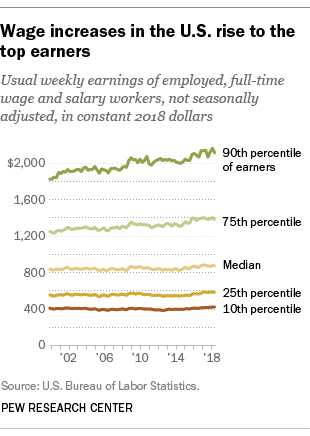 Wage increases in the U.S. rise to the
top earners
Usual weekly earnings of employed, full-time
wage and salary workers, not seasonally
adjusted, in constant 2018 dollars
90th percentile
of earners
$2,000
1,600
75th percentile
1,200
Median
800
25th percentile
10th percentile
400
0
'02 '06 '10 '14 '18
Source: U.S. Bureau of Labor Statistics.
PEW RESEARCH CENTER